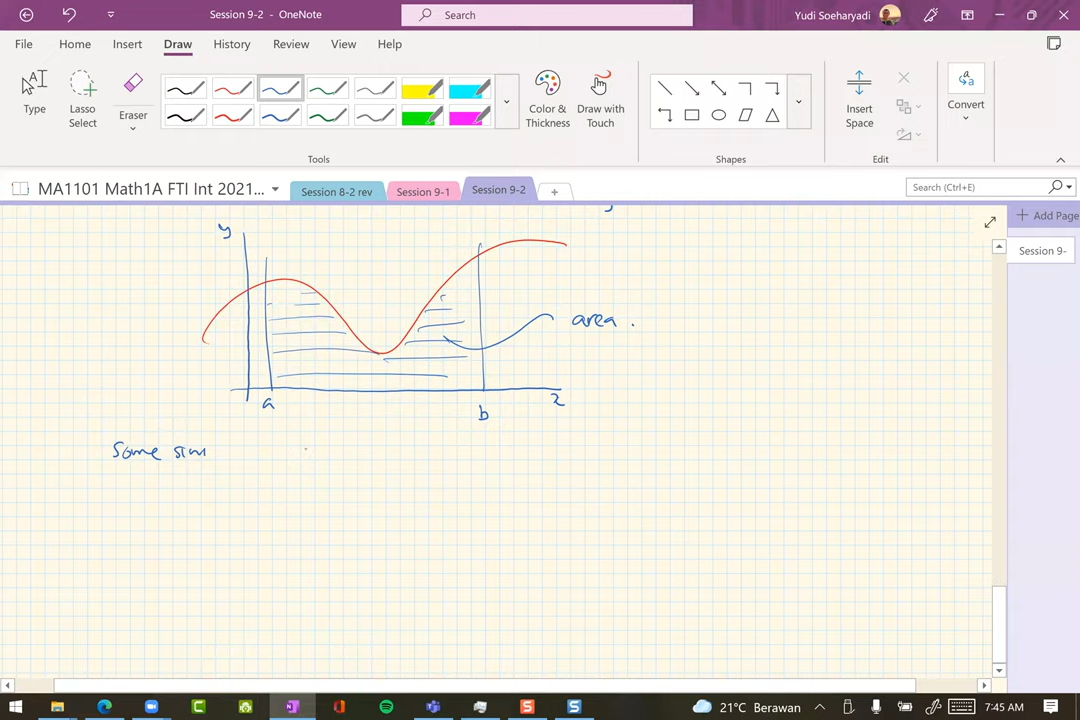 Session 9-2 - OneNote
Search
Yudi Soeharyadi
File
Home
Insert
Draw
History
Review
View
Help
Type
Lasso Select
Eraser
Color & Thickness
Draw with Touch
Insert Space
Convert
Tools
Shapes
Edit
MA1101 Math1A FTI Int 2021...
Session 8-2 rev
Session 9-1
Session 9-2
Search (Ctrl+E)
Add Page
Session 9-
y
area .
a
b
x
Some sim
21°C Berawan
7:45 AM